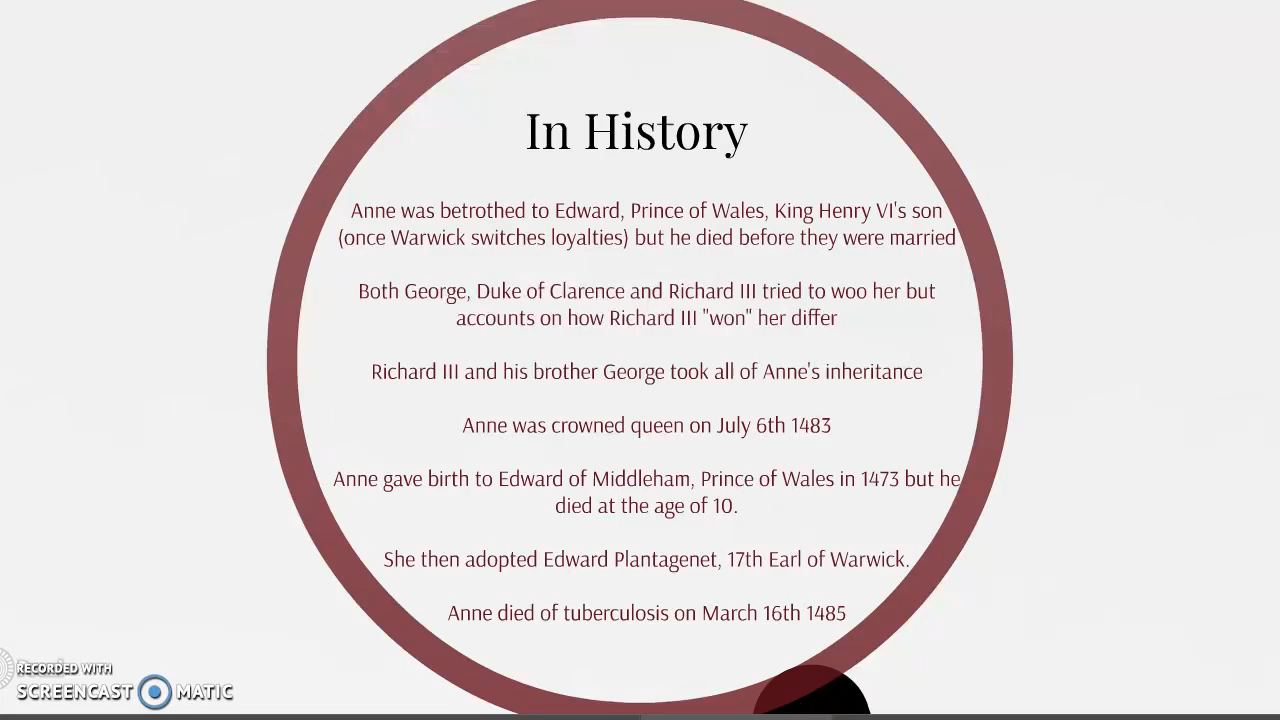 In History
Anne was betrothed to Edward, Prince of Wales, King Henry VI's son
(once Warwick switches loyalties) but he died before they were married
Both George, Duke of Clarence and Richard III tried to woo her but
accounts on how Richard III "won" her differ
Richard III and his brother George took all of Anne's inheritance
Anne was crowned queen on July 6th 1483
Anne gave birth to Edward of Middleham, Prince of Wales in 1473 but he
died at the age of 10.
She then adopted Edward Plantagenet, 17th Earl of Warwick.
Anne died of tuberculosis on March 16th 1485
RECORDED WITH
SCREENCAST MATIC